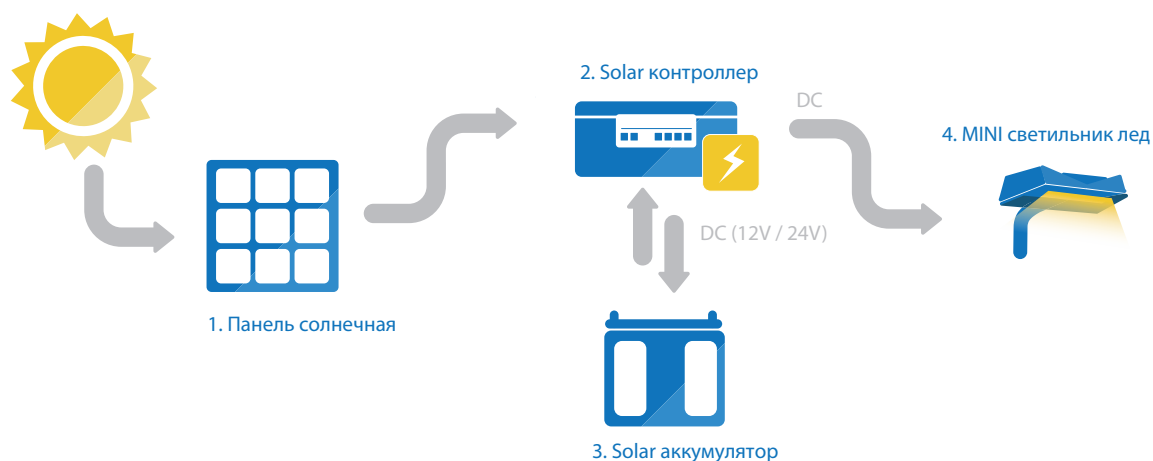 2. Solar контроллер
DC
4. MINI светильник лед
DC (12V / 24V)
1. Панель солнечная
3. Solar аккумулятор